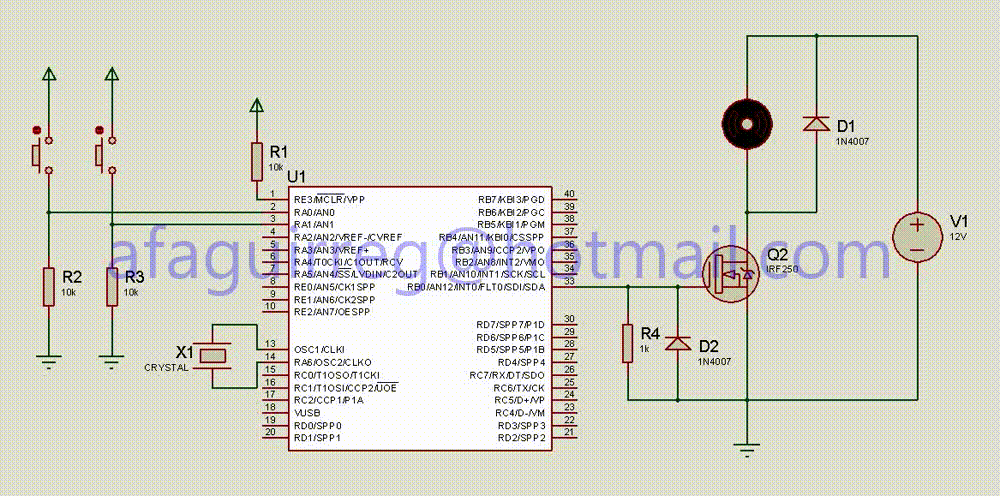 R2
10k
R3
10k
R1
10k
U1
X1
CRYSTAL
1
2
3
4
5
6
7
8
9
10
13
14
15
16
17
18
19
20
RE3/MCLR/VPP
RA0/AN0
RA1/AN1
RA2/AN2/VREF-/CVREF
RA3/AN3/VREF+
RA4/T0CKI/C1OUT/RCV
RA5/AN4/SS/LVDIN/C2OUT
RE0/AN5/CK1SPP
RE1/AN6/CK2SPP
RE2/AN7/OESPP
OSC1/CLKI
RA6/OSC2/CLKO
RC0/T1OSO/T1CKI
RC1/T1OSI/CCP2/UOE
RC2/CCP1/P1A
VUSB
RD0/SPP0
RD1/SPP1
RB7/KBI3/PGD
RB6/KBI2/PGC
RB5/KBI1/PGM
RB4/AN11/KBI0/CSSPP
RB3/AN9/CCP2/VPO
RB2/AN8/INT2/VMO
RB1/AN10/INT1/SCK/SCL
RB0/AN12/INT0/FLT0/SDI/SDA
RD7/SPP7/P1D
RD6/SPP6/P1C
RD5/SPP5/P1B
RD4/SPP4
RC7/RX/DT/SDO
RC6/TX/CK
RC5/D+/VP
RC4/D-/VM
RD3/SPP3
RD2/SPP2
40
39
38
37
36
35
34
33
30
29
28
27
26
25
24
23
22
21
afaguirreg@hotmail.com
R4
1k
D2
1N4007
Q2
IRF250
D1
1N4007
V1
12V